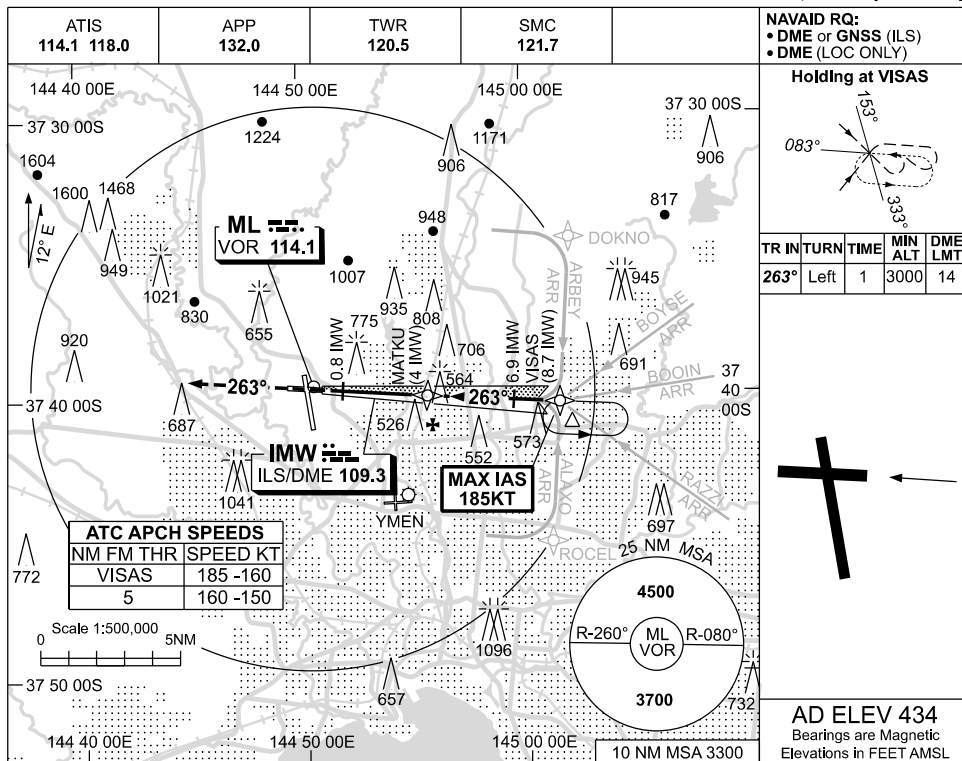 ATIS
114.1 118.0
APP
132.0
TWR
120.5
SMC
121.7
NAVAID RQ:
• DME or GNSS (ILS)
• DME (LOC ONLY)
144 40 00E
144 50 00E
145 00 00E
37 30 00S
37 30 00S
1224
1171
906
906
1604
1600
1468
949
12° E
1021
830
655
1007
948
935
808
775
706
817
945
691
ML
VOR 114.1
DOKNO
ARBEY
ARR
BOYSE
ARR
BOOIN
ARR
RAZZI
ARR
ALAXO
ARR
ROCEL
0.8 IMW
MATKU
(4 IMW)
6.9 IMW
VISAS
(8.7 IMW)
920
263°
263°
564
37
40
00S
37 40 00S
687
526
552
573
IMW
ILS/DME 109.3
MAX IAS
185KT
1041
YMEN
697
772
ATC APCH SPEEDS
NM FM THR SPEED KT
VISAS 185 -160
5 160 -150
Scale 1:500,000
0 5NM
1096
657
732
37 50 00S
25 NM MSA
4500
R-260°
ML
VOR
R-080°
3700
144 40 00E
144 50 00E
145 00 00E
10 NM MSA 3300
Holding at VISAS
153°
083°
333°
TR IN TURN TIME MIN ALT DME LMT
263° Left 1 3000 14
AD ELEV 434
Bearings are Magnetic
Elevations in FEET AMSL